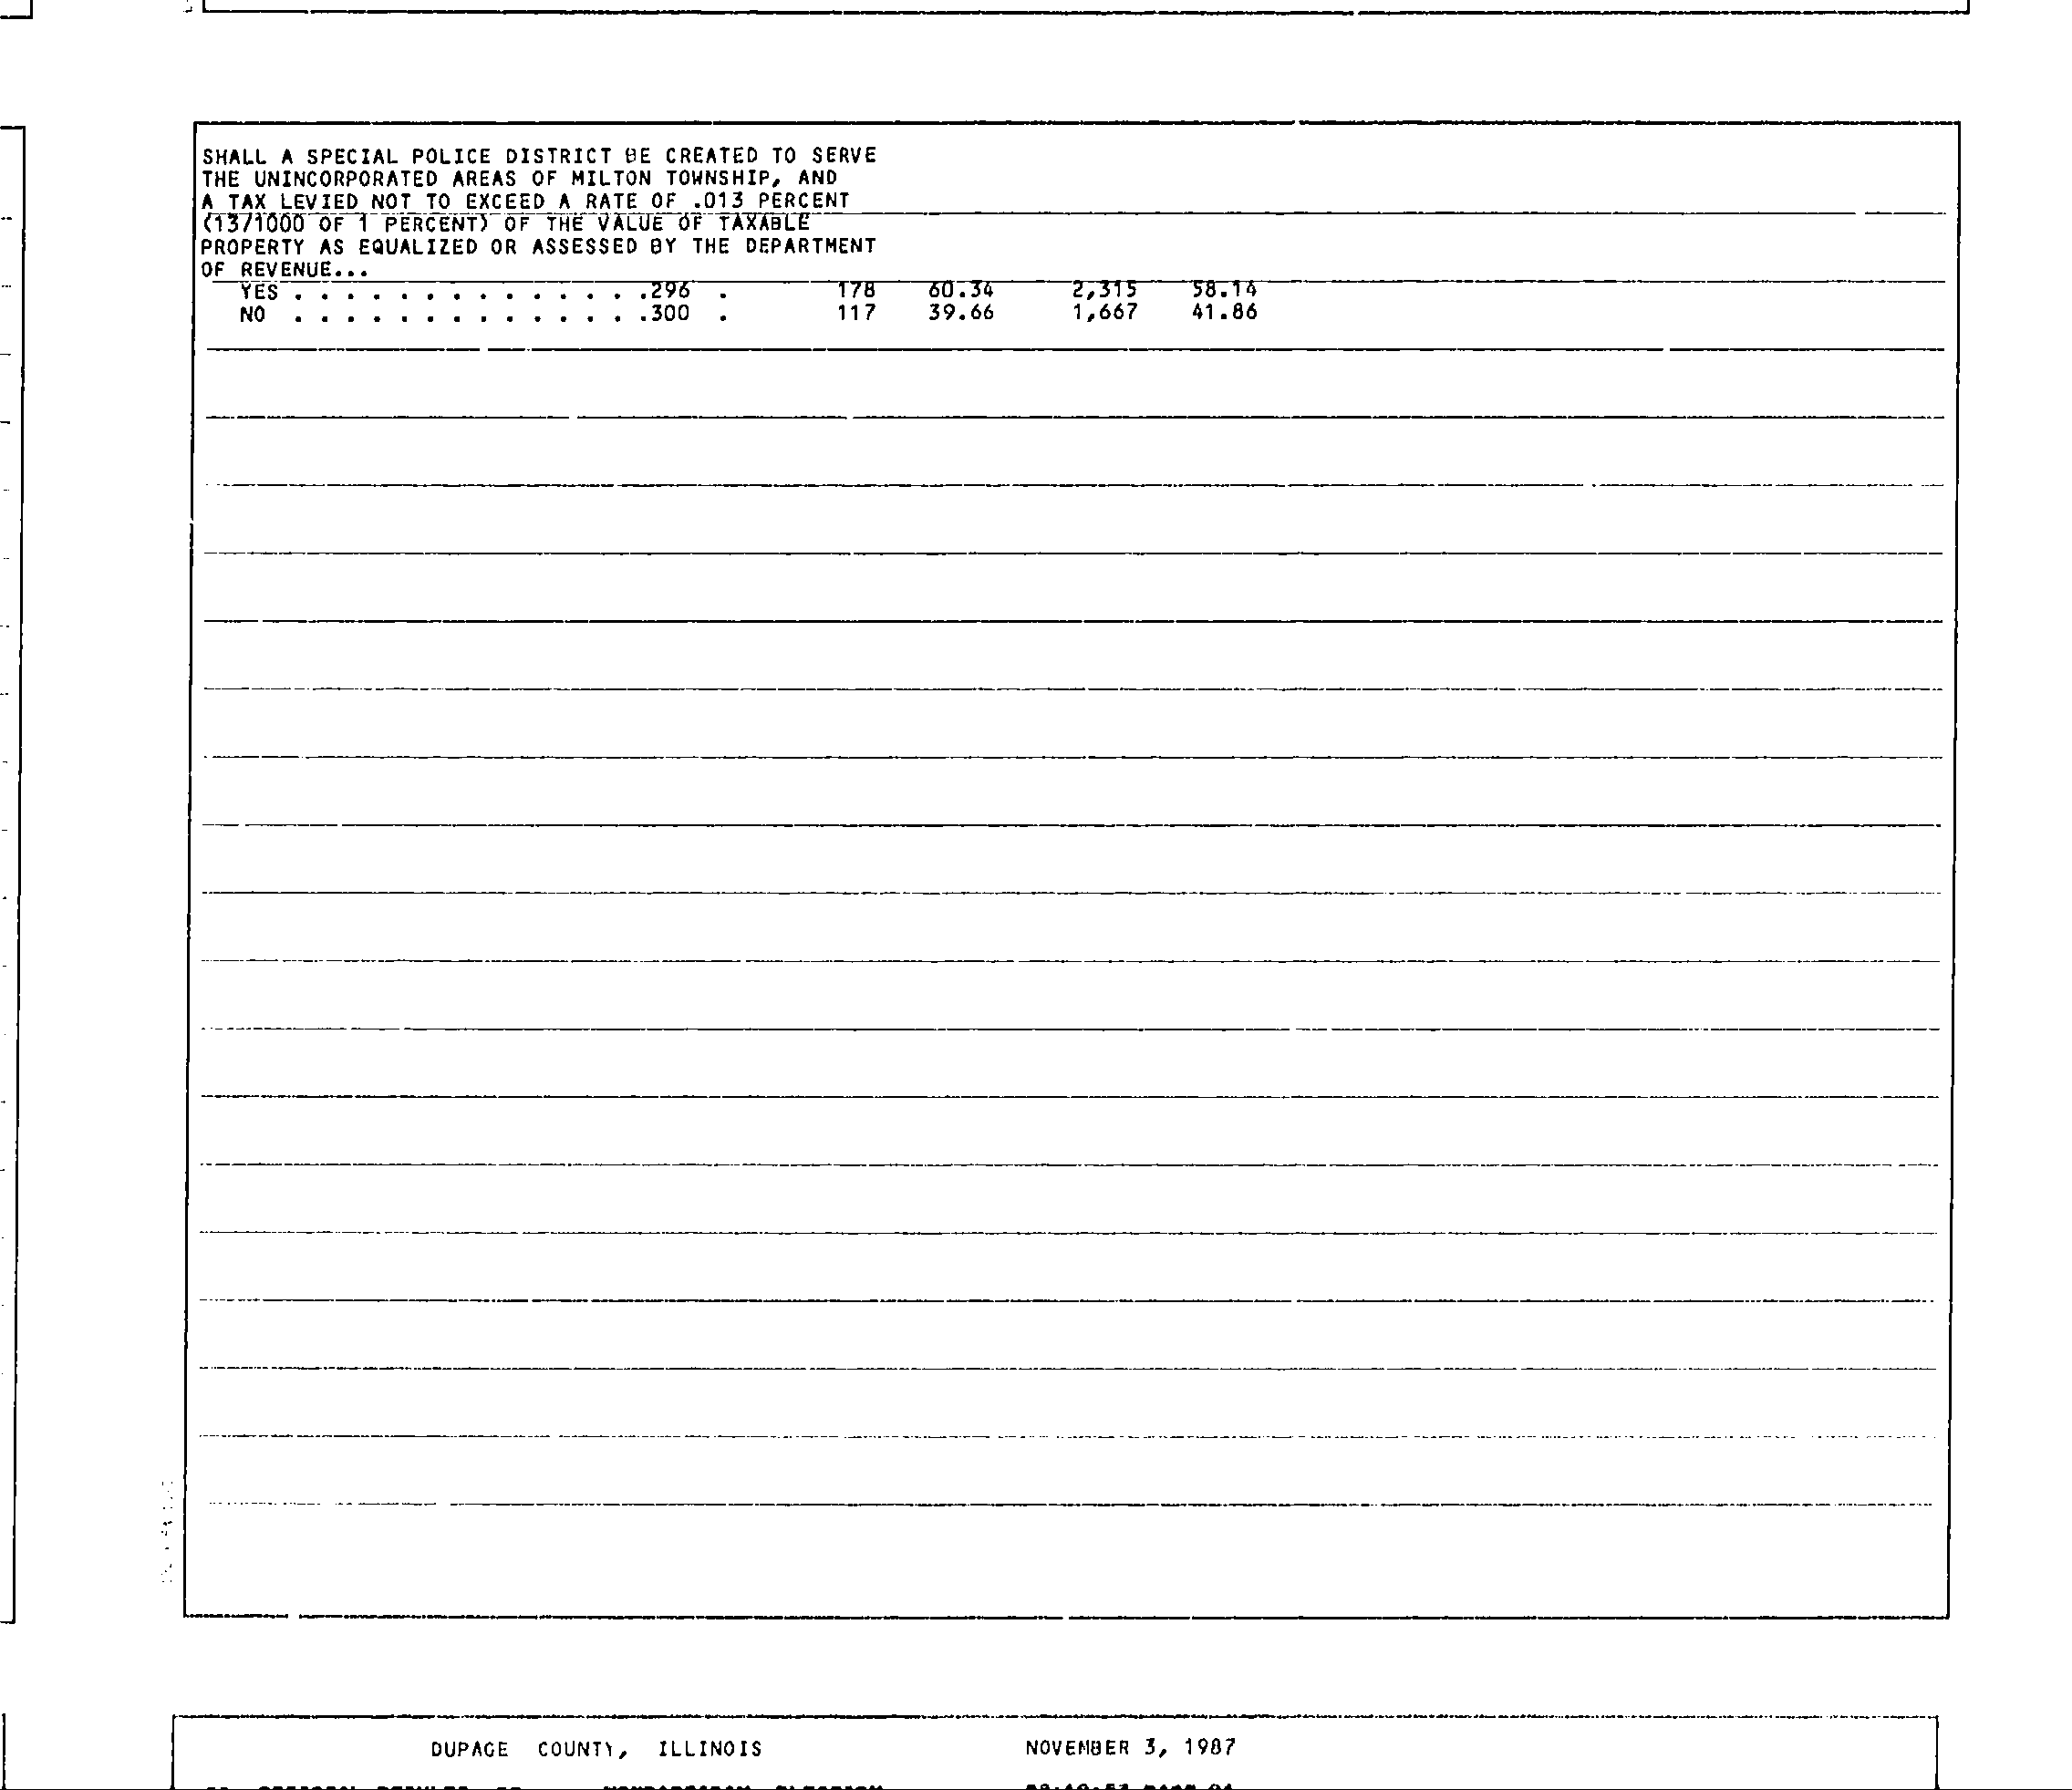 SHALL A SPECIAL POLICE DISTRICT BE CREATED TO SERVE
THE UNINCORPORATED AREAS OF MILTON TOWNSHIP, AND
A TAX LEVIED NOT TO EXCEED A RATE OF .013 PERCENT
(13/1000 OF 1 PERCENT) OF THE VALUE OF TAXABLE
PROPERTY AS EQUALIZED OR ASSESSED BY THE DEPARTMENT
OF REVENUE...
YES . . . . . . . . . . . . . .296 . 178 60.34 2,315 58.14
NO . . . . . . . . . . . . . .300 . 117 39.66 1,667 41.86
DUPAGE COUNTY, ILLINOIS NOVEMBER 3, 1987